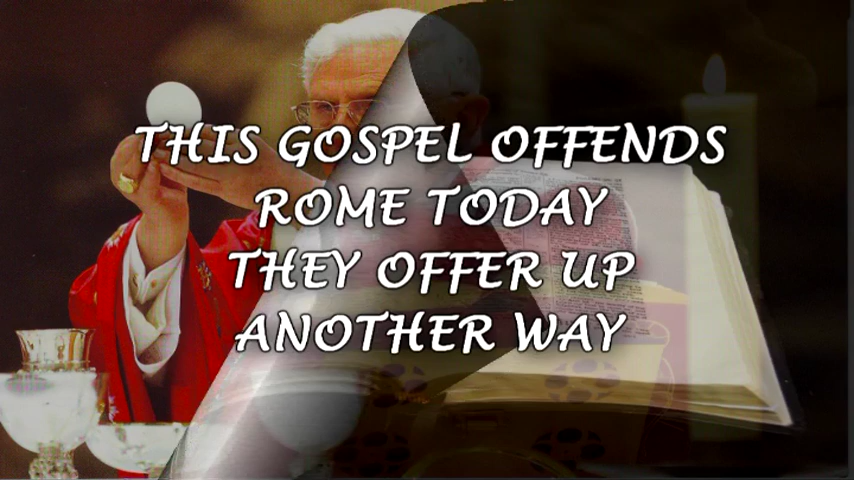 THIS GOSPEL OFFENDS
ROME TODAY
THEY OFFER UP
ANOTHER WAY